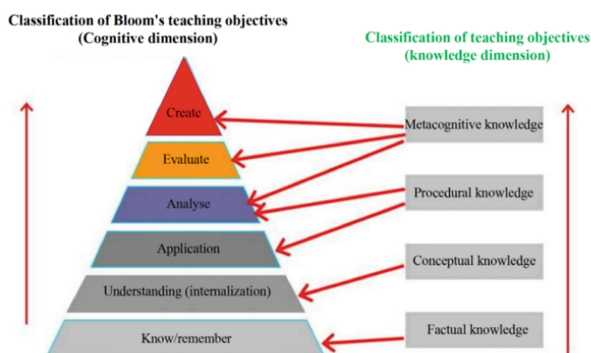 Classification of Bloom's teaching objectives
(Cognitive dimension)
Classification of teaching objectives
(knowledge dimension)
Create
Evaluate
Analyse
Application
Understanding (internalization)
Know/remember
Metacognitive knowledge
Procedural knowledge
Conceptual knowledge
Factual knowledge